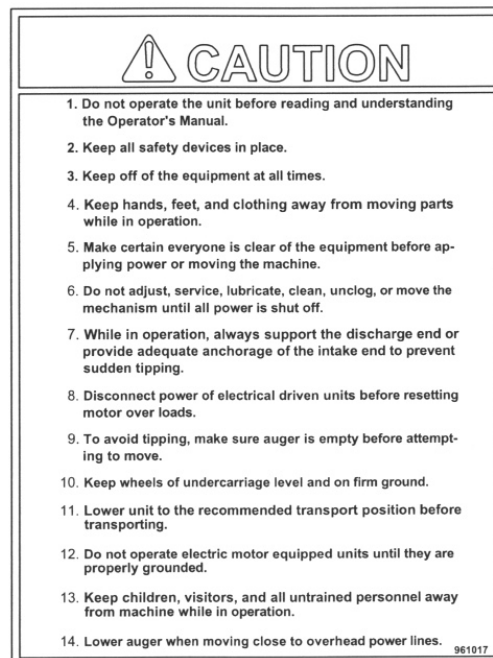 CAUTION
1. Do not operate the unit before reading and understanding
the Operator's Manual.
2. Keep all safety devices in place.
3. Keep off of the equipment at all times.
4. Keep hands, feet, and clothing away from moving parts
while in operation.
5. Make certain everyone is clear of the equipment before ap-
plying power or moving the machine.
6. Do not adjust, service, lubricate, clean, unclog, or move the
mechanism until all power is shut off.
7. While in operation, always support the discharge end or
provide adequate anchorage of the intake end to prevent
sudden tipping.
8. Disconnect power of electrical driven units before resetting
motor over loads.
9. To avoid tipping, make sure auger is empty before attempt-
ing to move.
10. Keep wheels of undercarriage level and on firm ground.
11. Lower unit to the recommended transport position before
transporting.
12. Do not operate electric motor equipped units until they are
properly grounded.
13. Keep children, visitors, and all untrained personnel away
from machine while in operation.
14. Lower auger when moving close to overhead power lines.
961017